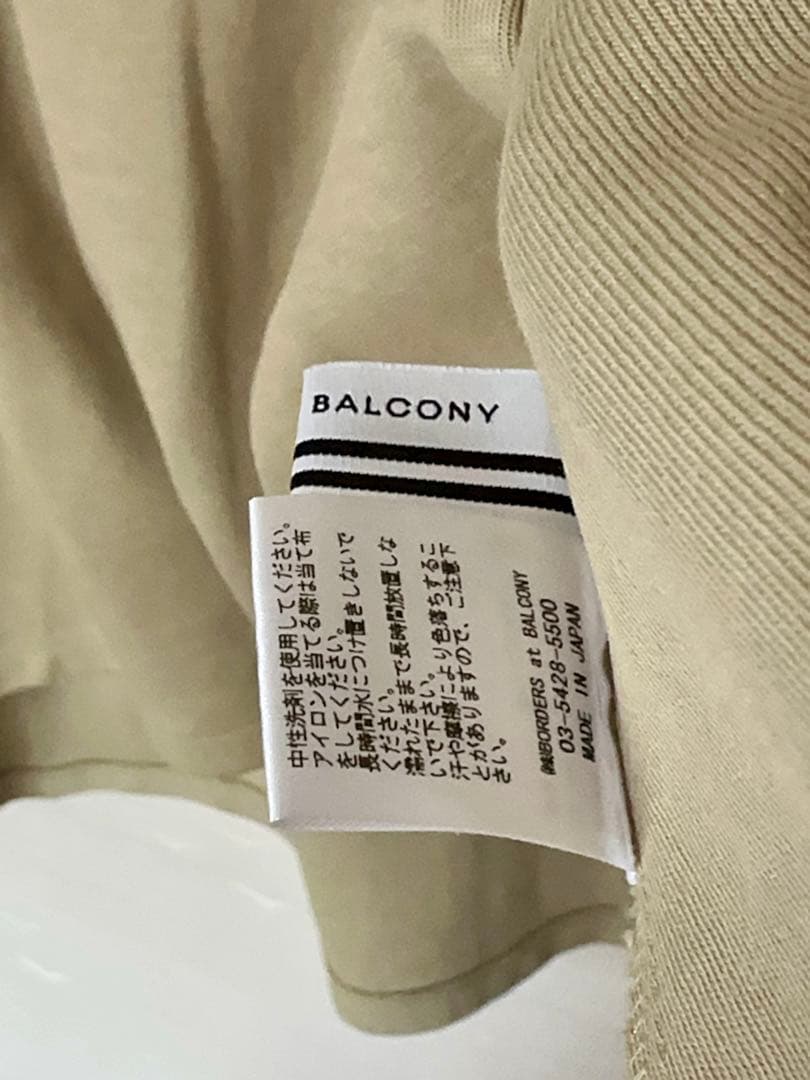 BALCONY
中性洗剤を使用してください。
アイロンを当てる際は当て布
をしてください。
長時間水につけ置きしないで
ください。
濡れたままで長時間放置しな
いで下さい。
汗や摩擦により色落ちするこ
とがありますので、ご注意下
さい。
㈱BORDERS at BALCONY
03-5428-5500
MADE IN JAPAN